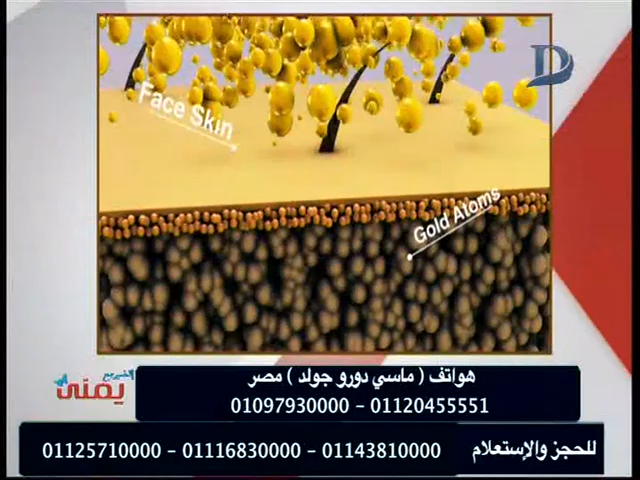 Face Skin
Gold Atoms
هواتف ( ماسي دورو جولد ) مصر
01097930000 - 01120455551
يمنى
للحجز والإستعلام 01143810000 - 01116830000 - 01125710000